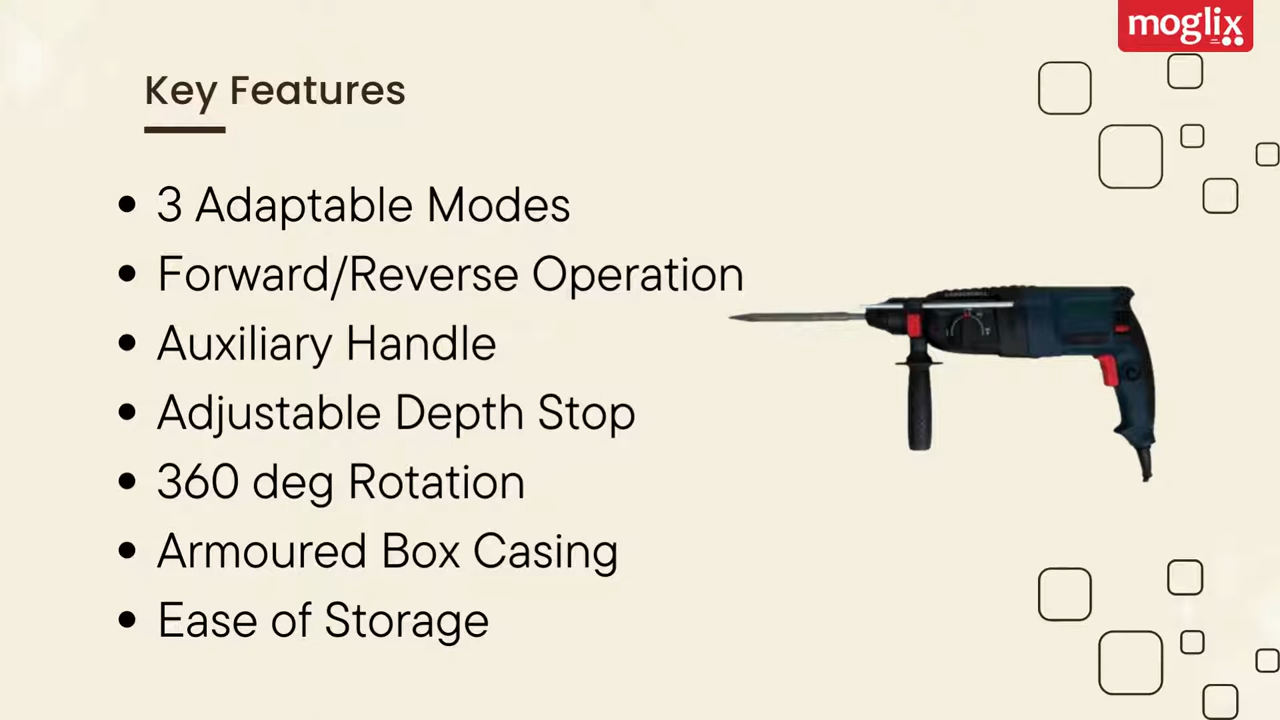 moglix
Key Features
• 3 Adaptable Modes
• Forward/Reverse Operation
• Auxiliary Handle
• Adjustable Depth Stop
• 360 deg Rotation
• Armoured Box Casing
• Ease of Storage